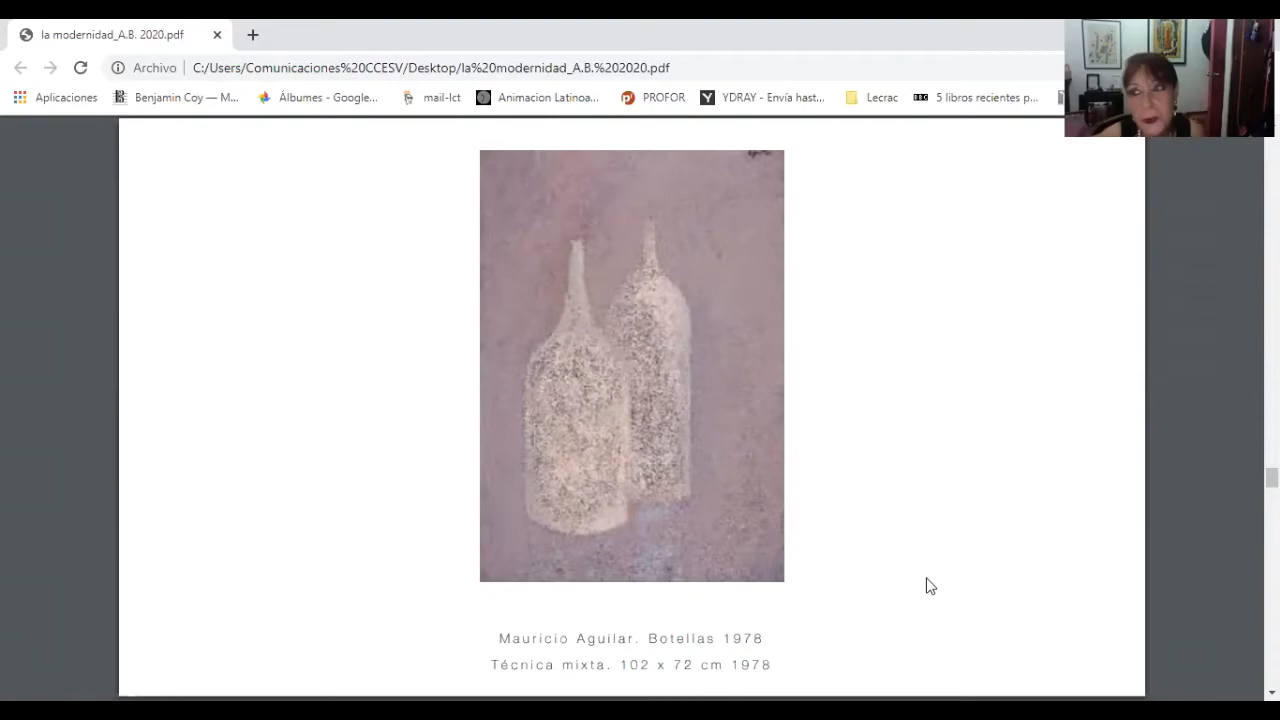 la modernidad_A.B. 2020.pdf
Archivo C:/Users/Comunicaciones%20CCESV/Desktop/la%20modernidad_A.B.%202020.pdf
Aplicaciones Benjamin Coy — M... Álbumes - Google... mail-lct Animacion Latinoa... PROFOR YDRAY - Envía hast... Lecrac BBC 5 libros recientes p...
Mauricio Aguilar. Botellas 1978
Técnica mixta. 102 x 72 cm 1978